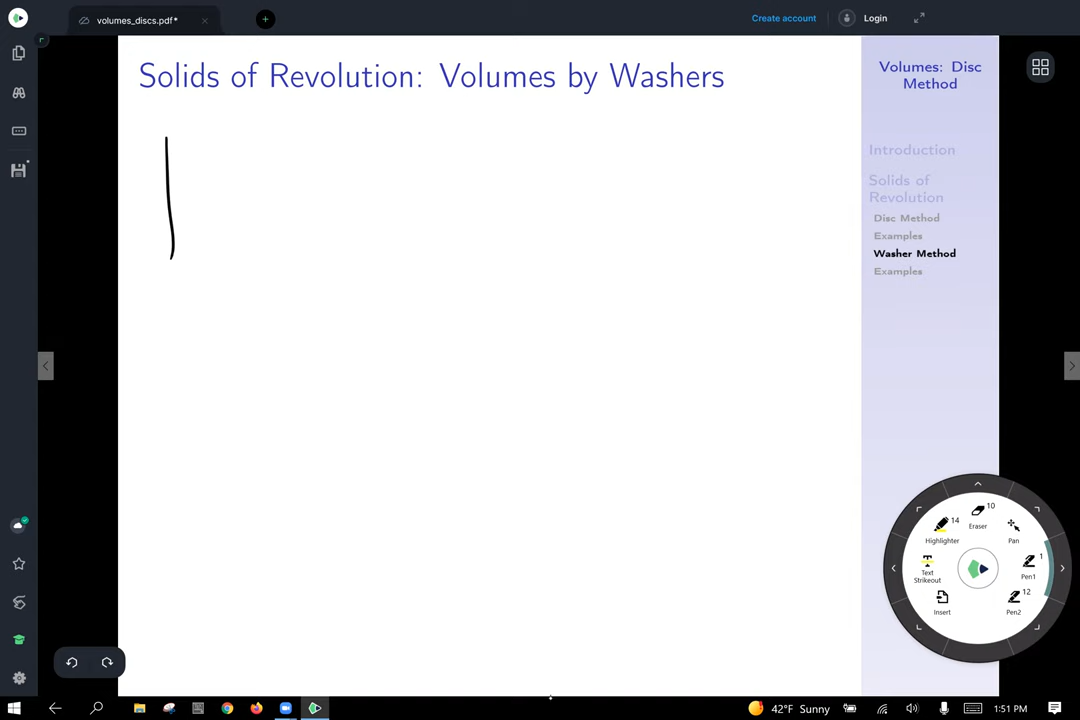 volumes_discs.pdf*
Create account
Login
Solids of Revolution: Volumes by Washers
Volumes: Disc
Method
Introduction
Solids of
Revolution
Disc Method
Examples
Washer Method
Examples
10
Eraser
14
Highlighter
Pan
Text
Strikeout
1
Pen1
Insert
12
Pen2
42°F Sunny
1:51 PM